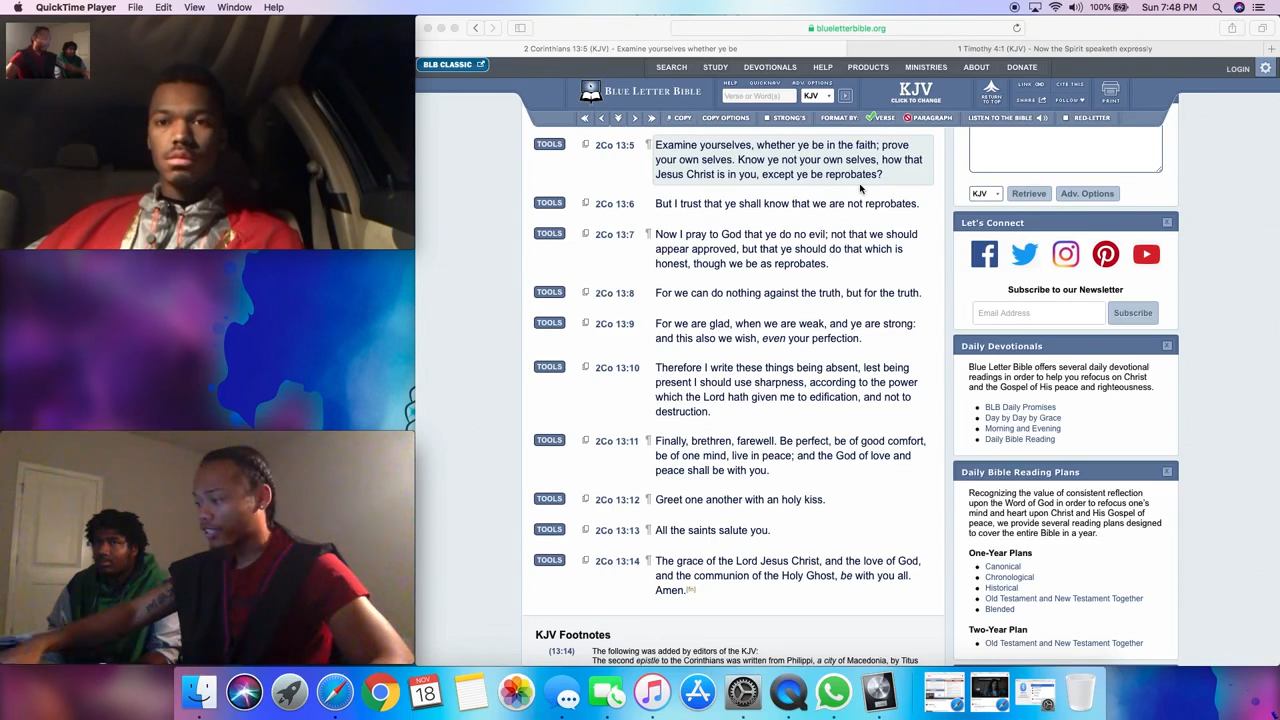 QuickTime Player File Edit View Window Help 100% Sun 7:48 PM
blueletterbible.org
2 Corinthians 13:5 (KJV) - Examine yourselves whether ye be
1 Timothy 4:1 (KJV) - Now the Spirit speaketh expressly
BLB CLASSIC
SEARCH STUDY DEVOTIONALS HELP PRODUCTS MINISTRIES ABOUT DONATE
LOGIN
BLUE LETTER BIBLE
HELP QUICKNAV ADV. OPTIONS
Verse or Word(s) KJV
KJV
CLICK TO CHANGE
RETURN TO TOP
LINK CITE THIS
SHARE FOLLOW
PRINT
COPY COPY OPTIONS STRONG'S FORMAT BY: VERSE PARAGRAPH LISTEN TO THE BIBLE RED-LETTER
TOOLS 2Co 13:5 ¶ Examine yourselves, whether ye be in the faith; prove
your own selves. Know ye not your own selves, how that
Jesus Christ is in you, except ye be reprobates?
TOOLS 2Co 13:6 But I trust that ye shall know that we are not reprobates.
TOOLS 2Co 13:7 ¶ Now I pray to God that ye do no evil; not that we should
appear approved, but that ye should do that which is
honest, though we be as reprobates.
TOOLS 2Co 13:8 For we can do nothing against the truth, but for the truth.
TOOLS 2Co 13:9 ¶ For we are glad, when we are weak, and ye are strong:
and this also we wish, even your perfection.
TOOLS 2Co 13:10 ¶ Therefore I write these things being absent, lest being
present I should use sharpness, according to the power
which the Lord hath given me to edification, and not to
destruction.
TOOLS 2Co 13:11 ¶ Finally, brethren, farewell. Be perfect, be of good comfort,
be of one mind, live in peace; and the God of love and
peace shall be with you.
TOOLS 2Co 13:12 ¶ Greet one another with an holy kiss.
TOOLS 2Co 13:13 ¶ All the saints salute you.
TOOLS 2Co 13:14 ¶ The grace of the Lord Jesus Christ, and the love of God,
and the communion of the Holy Ghost, be with you all.
Amen.[fn]
KJV Footnotes
(13:14) The following was added by editors of the KJV:
The second epistle to the Corinthians was written from Philippi, a city of Macedonia, by Titus
KJV Retrieve Adv. Options
Let's Connect
Subscribe to our Newsletter
Email Address Subscribe
Daily Devotionals
Blue Letter Bible offers several daily devotional
readings in order to help you refocus on Christ
and the Gospel of His peace and righteousness.
BLB Daily Promises
Day by Day by Grace
Morning and Evening
Daily Bible Reading
Daily Bible Reading Plans
Recognizing the value of consistent reflection
upon the Word of God in order to refocus one's
mind and heart upon Christ and His Gospel of
peace, we provide several reading plans designed
to cover the entire Bible in a year.
One-Year Plans
Canonical
Chronological
Historical
Old Testament and New Testament Together
Blended
Two-Year Plan
Old Testament and New Testament Together
NOV
18